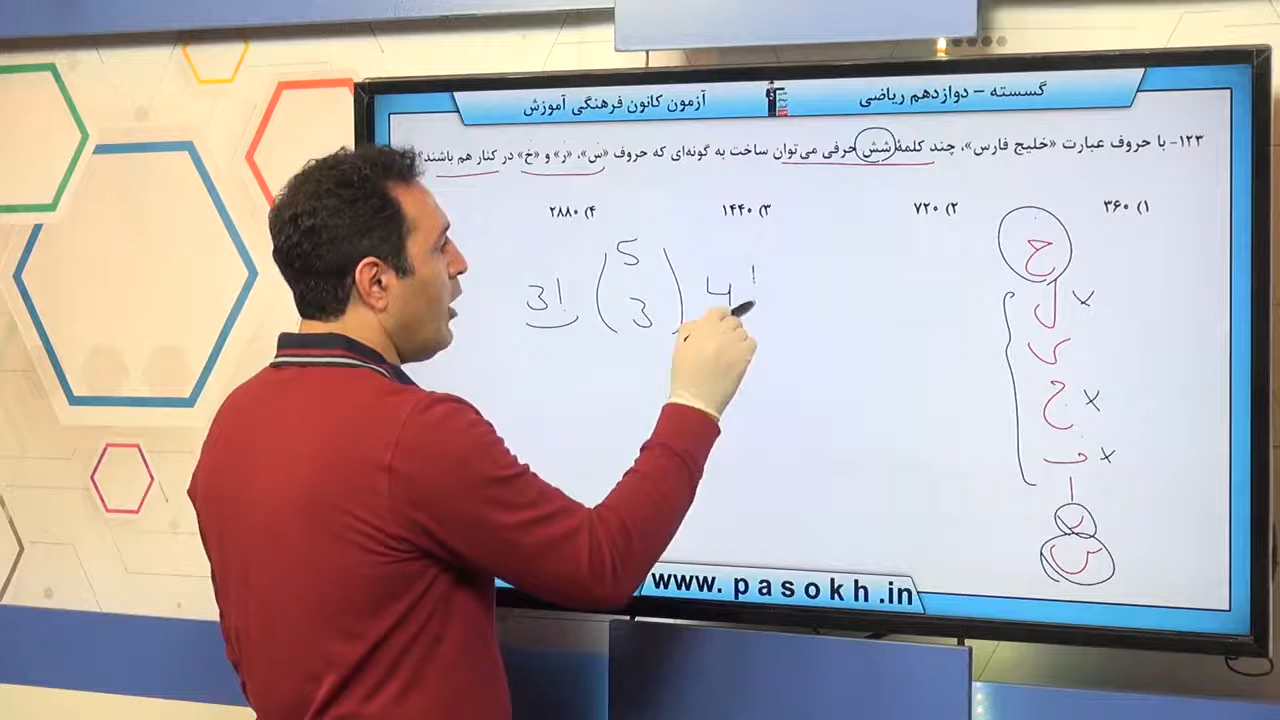 گسسته – دوازدهم ریاضی
آزمون کانون فرهنگی آموزش
۱۲۳- با حروف عبارت «خلیج فارس»، چند کلمهٔ شش حرفی می‌توان ساخت به گونه‌ای که حروف «س»، «ر» و «خ» در کنار هم باشند؟
۱) ۳۶۰
۲) ۷۲۰
۳) ۱۴۴۰
۴) ۲۸۸۰
3! (5 3) 4!
خ
ل x
ی
ج x
ف x
ا
ر
س
www.pasokh.in